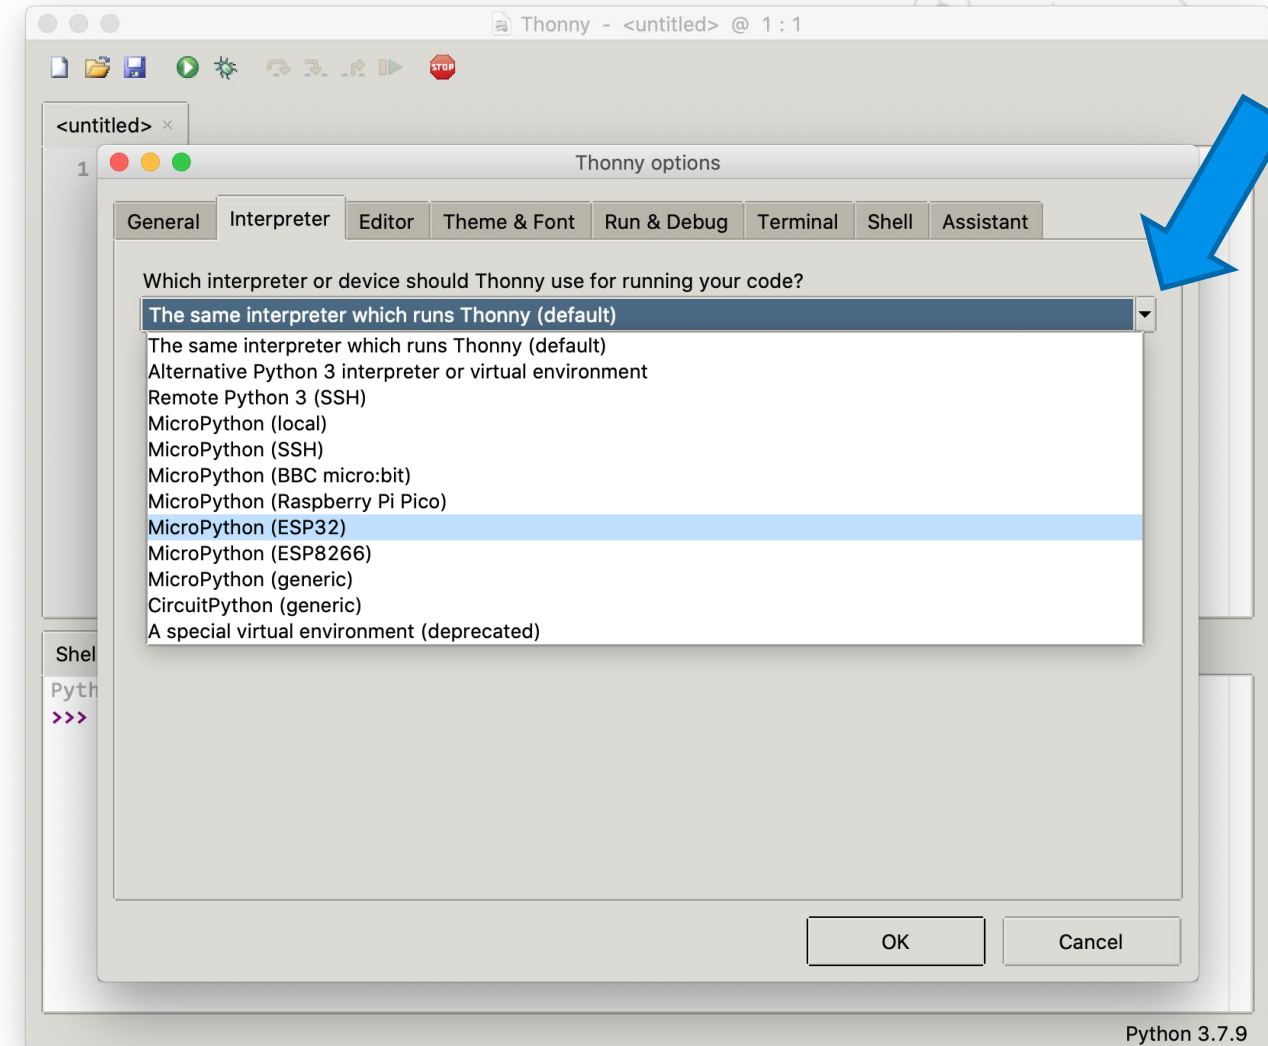 Thonny - <untitled> @ 1:1
STOP
<untitled> ×
1
Thonny options
General Interpreter Editor Theme & Font Run & Debug Terminal Shell Assistant
Which interpreter or device should Thonny use for running your code?
The same interpreter which runs Thonny (default)
The same interpreter which runs Thonny (default)
Alternative Python 3 interpreter or virtual environment
Remote Python 3 (SSH)
MicroPython (local)
MicroPython (SSH)
MicroPython (BBC micro:bit)
MicroPython (Raspberry Pi Pico)
MicroPython (ESP32)
MicroPython (ESP8266)
MicroPython (generic)
CircuitPython (generic)
A special virtual environment (deprecated)
Shel
Pyth
>>>
OK Cancel
Python 3.7.9